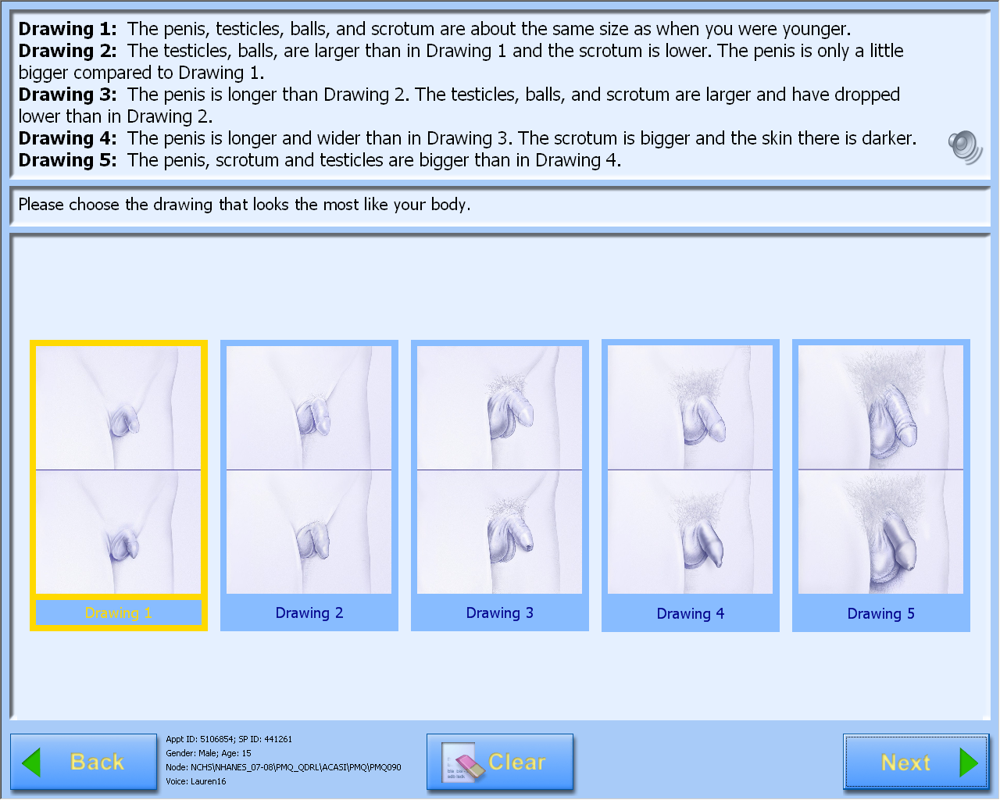 Drawing 1: The penis, testicles, balls, and scrotum are about the same size as when you were younger.
Drawing 2: The testicles, balls, are larger than in Drawing 1 and the scrotum is lower. The penis is only a little
bigger compared to Drawing 1.
Drawing 3: The penis is longer than Drawing 2. The testicles, balls, and scrotum are larger and have dropped
lower than in Drawing 2.
Drawing 4: The penis is longer and wider than in Drawing 3. The scrotum is bigger and the skin there is darker.
Drawing 5: The penis, scrotum and testicles are bigger than in Drawing 4.
Please choose the drawing that looks the most like your body.
Drawing 1
Drawing 2
Drawing 3
Drawing 4
Drawing 5
Back
Appt ID: 5106854; SP ID: 441261
Gender: Male; Age: 15
Node: NCHS\NHANES_07-08\PMQ_QDRL\ACASI\PMQ\PMQ090
Voice: Lauren16
Clear
Next